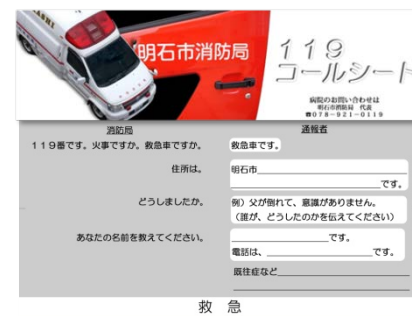 明石市消防局
119
コールシート
病院のお問い合わせは
明石市消防局 代表
☎078-921-0119
消防局 通報者
119番です。火事ですか。救急車ですか。 救急車です。
住所は。 明石市
です。
どうしましたか。 例）父が倒れて、意識がありません。
（誰が、どうしたのかを伝えてください）
あなたの名前を教えてください。 です。
電話は、 です。
既往症など
救 急